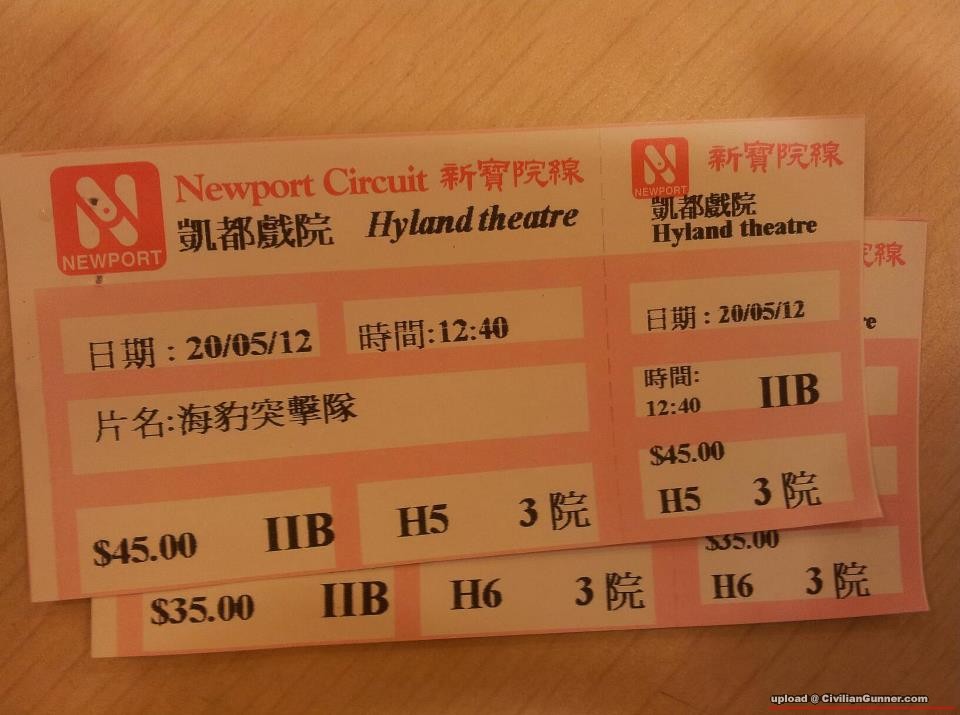 NEWPORT
Newport Circuit 新寶院線
凱都戲院 Hyland theatre
日期 : 20/05/12 時間:12:40
片名:海豹突擊隊
$45.00 IIB H5 3 院
NEWPORT
新寶院線
凱都戲院
Hyland theatre
日期 : 20/05/12
時間:
12:40 IIB
$45.00
H5 3 院
院線
re
$35.00 IIB H6 3 院
$35.00
H6 3 院
upload @ CivilianGunner.com